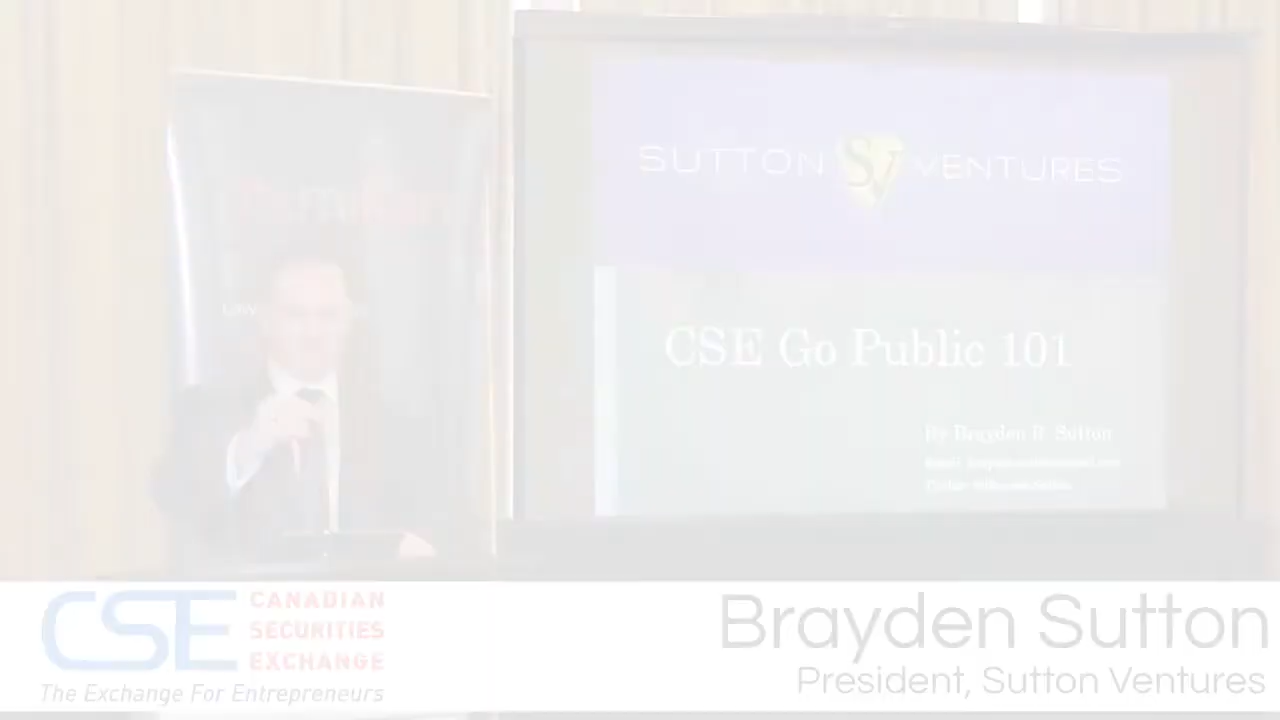 SUTTON SV VENTURES
CSE Go Public 101
By Brayden R. Sutton
CSE
CANADIAN
SECURITIES
EXCHANGE
The Exchange For Entrepreneurs
Brayden Sutton
President, Sutton Ventures